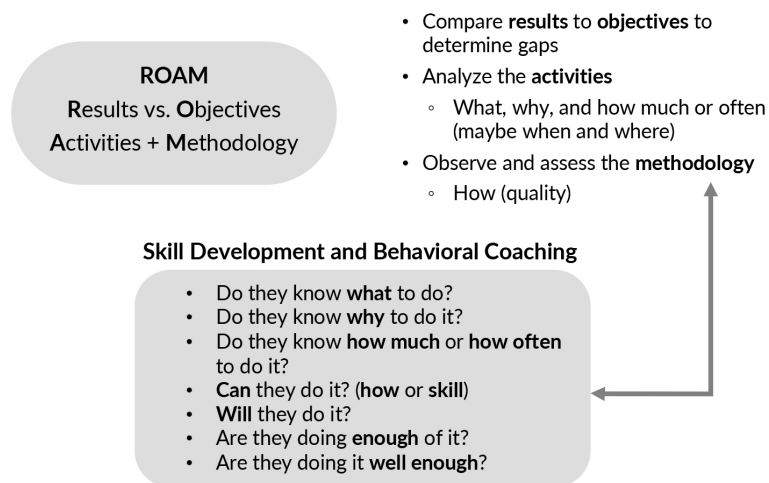 ROAM
Results vs. Objectives
Activities + Methodology
• Compare results to objectives to
determine gaps
• Analyze the activities
◦ What, why, and how much or often
(maybe when and where)
• Observe and assess the methodology
◦ How (quality)
Skill Development and Behavioral Coaching
• Do they know what to do?
• Do they know why to do it?
• Do they know how much or how often
to do it?
• Can they do it? (how or skill)
• Will they do it?
• Are they doing enough of it?
• Are they doing it well enough?